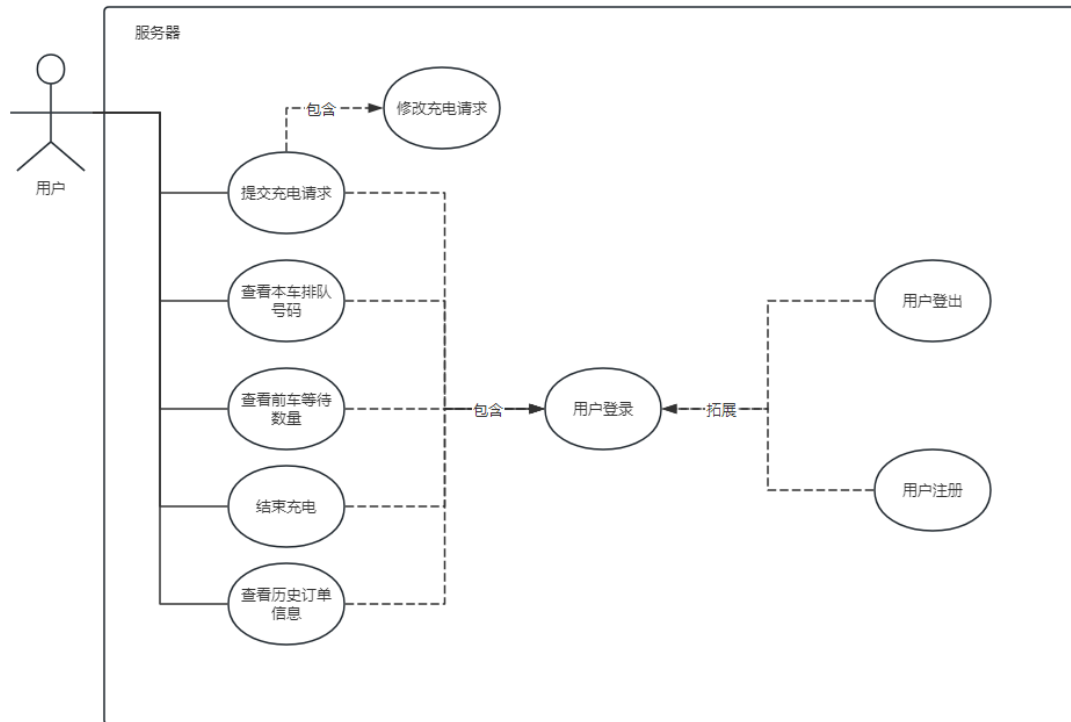 服务器
包含
修改充电请求
用户
提交充电请求
查看本车排队
号码
用户登出
查看前车等待
数量
包含
用户登录
拓展
结束充电
用户注册
查看历史订单
信息